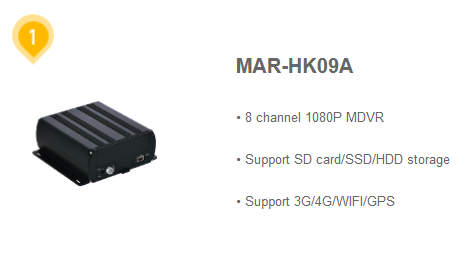 1
MAR-HK09A
• 8 channel 1080P MDVR
• Support SD card/SSD/HDD storage
• Support 3G/4G/WIFI/GPS